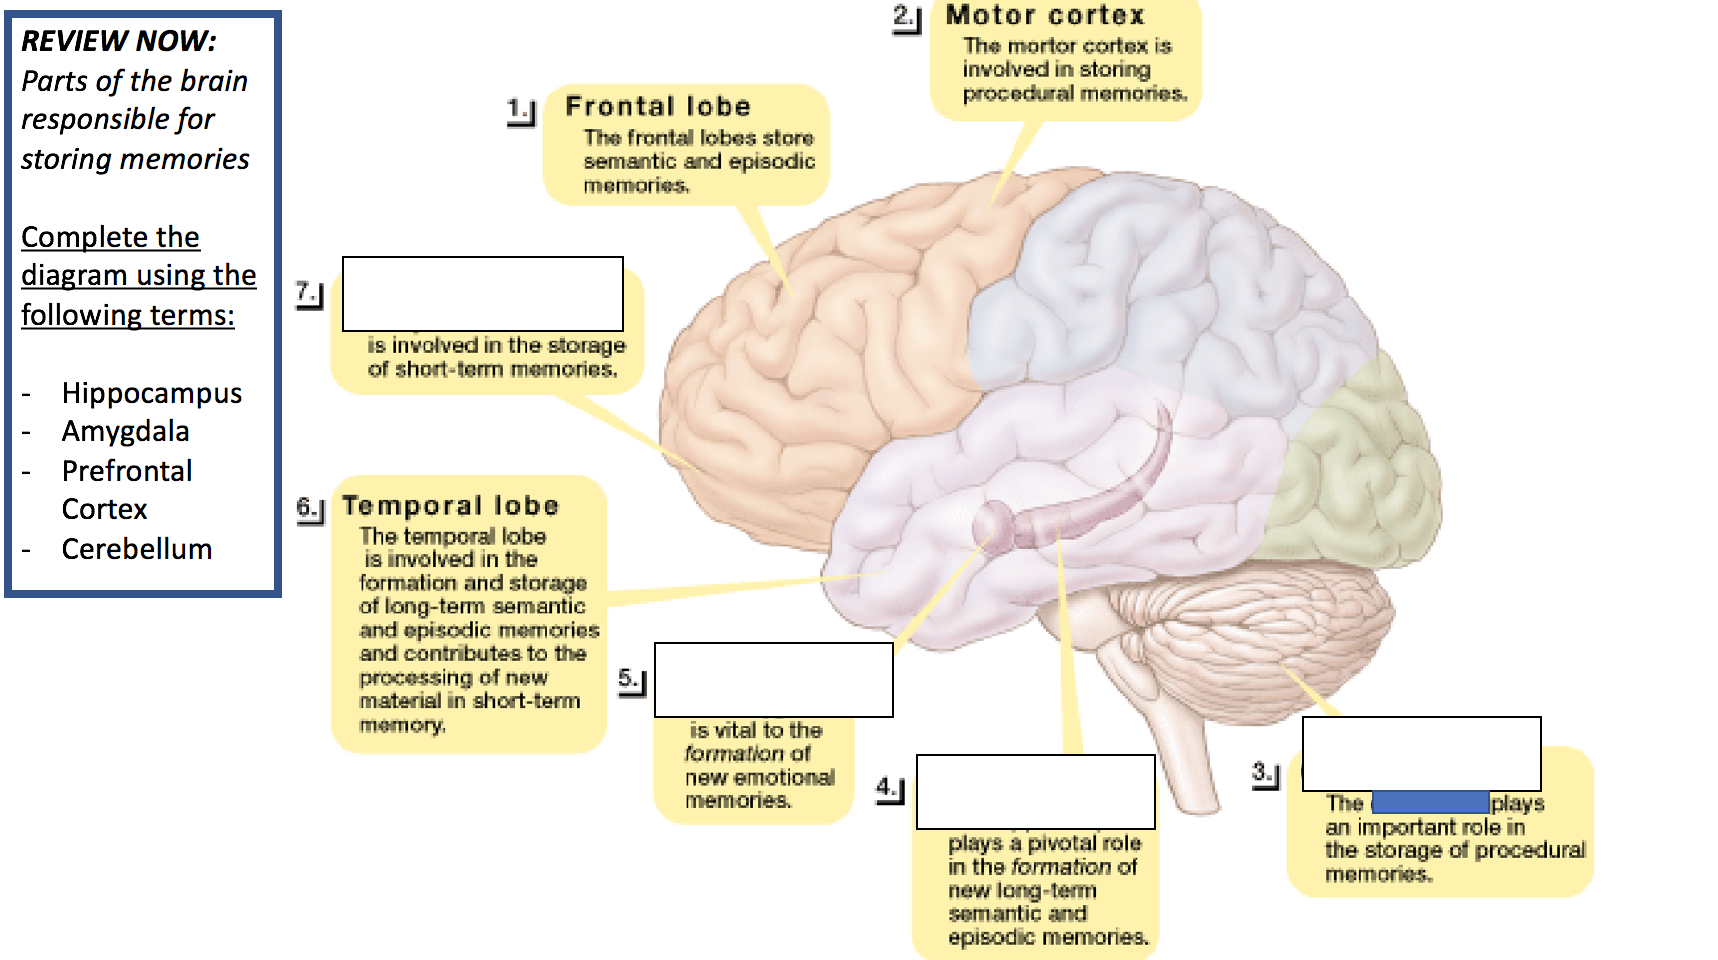 REVIEW NOW:
Parts of the brain
responsible for
storing memories
Complete the
diagram using the
following terms:
- Hippocampus
- Amygdala
- Prefrontal
Cortex
- Cerebellum
1. Frontal lobe
The frontal lobes store
semantic and episodic
memories.
2. Motor cortex
The mortor cortex is
involved in storing
procedural memories.
7.
is involved in the storage
of short-term memories.
6. Temporal lobe
The temporal lobe
is involved in the
formation and storage
of long-term semantic
and episodic memories
and contributes to the
processing of new
material in short-term
memory.
5.
is vital to the
formation of
new emotional
memories.
4.
plays a pivotal role
in the formation of
new long-term
semantic and
episodic memories.
3.
The plays
an important role in
the storage of procedural
memories.